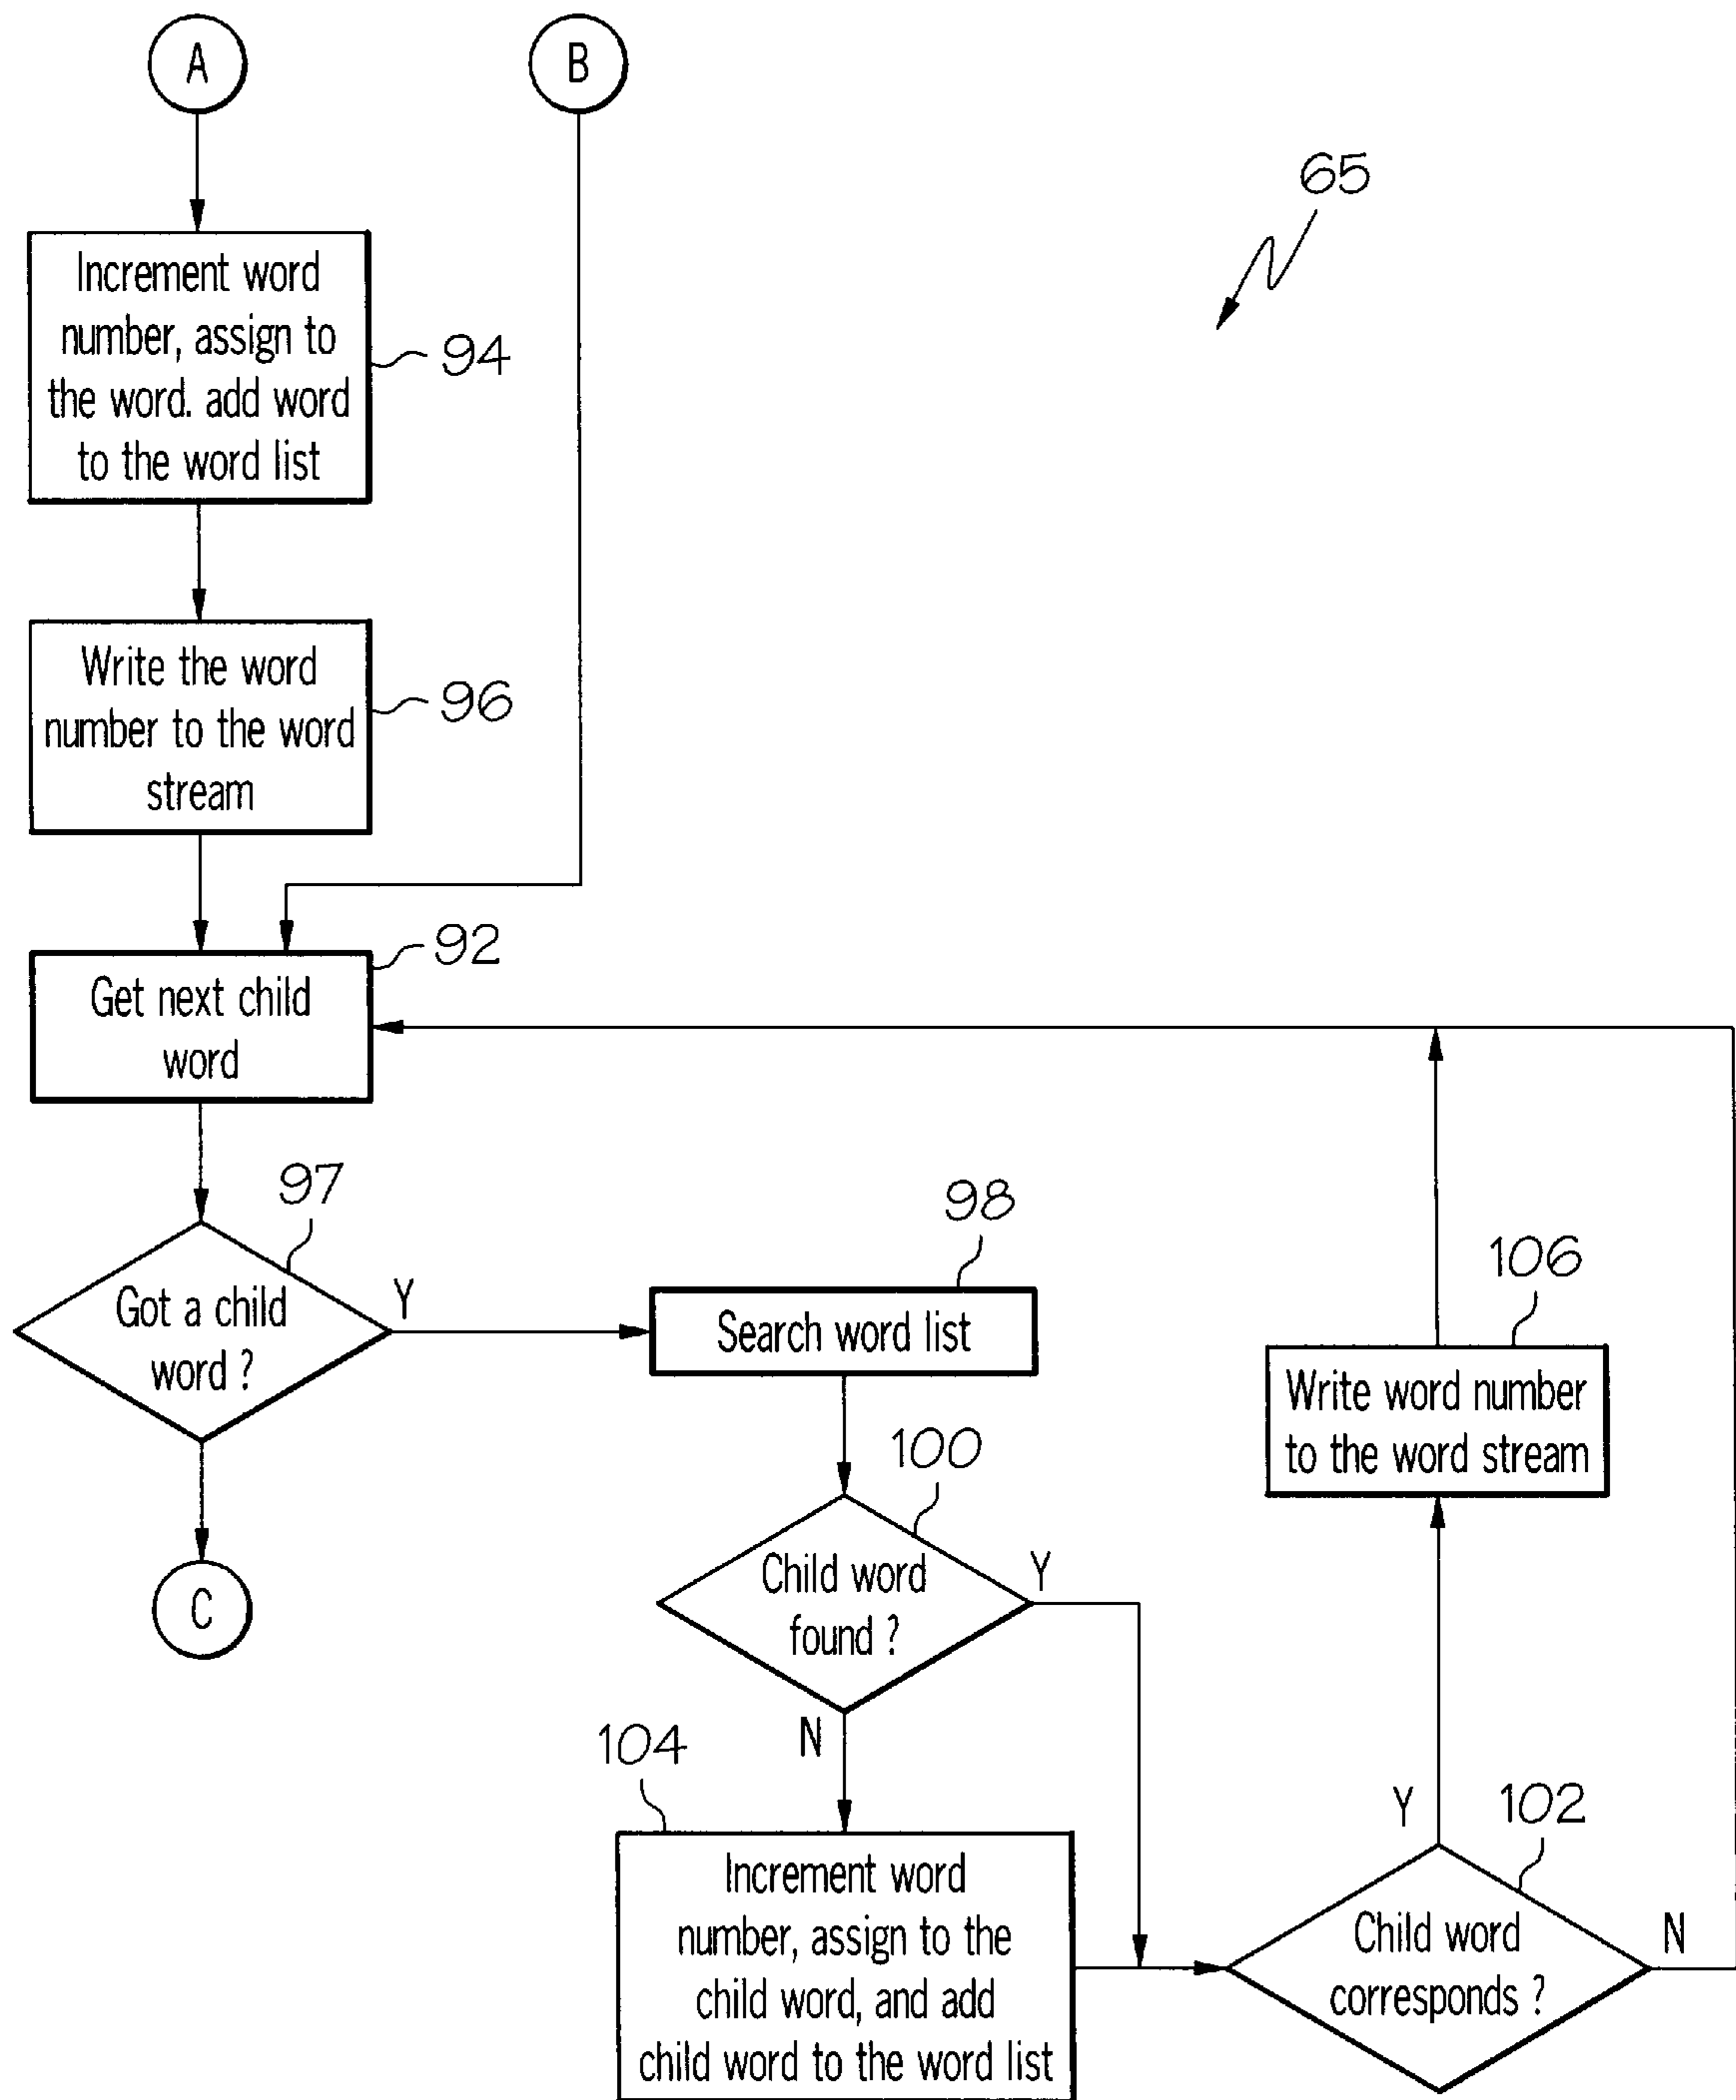 A
B
65
Increment word
number, assign to
the word. add word
to the word list
94
Write the word
number to the word
stream
96
92
Get next child
word
97
Got a child
word ?
Y
98
Search word list
106
Write word number
to the word stream
100
Child word
found ?
Y
C
N
104
Increment word
number, assign to the
child word, and add
child word to the word list
Y
102
Child word
corresponds ?
N